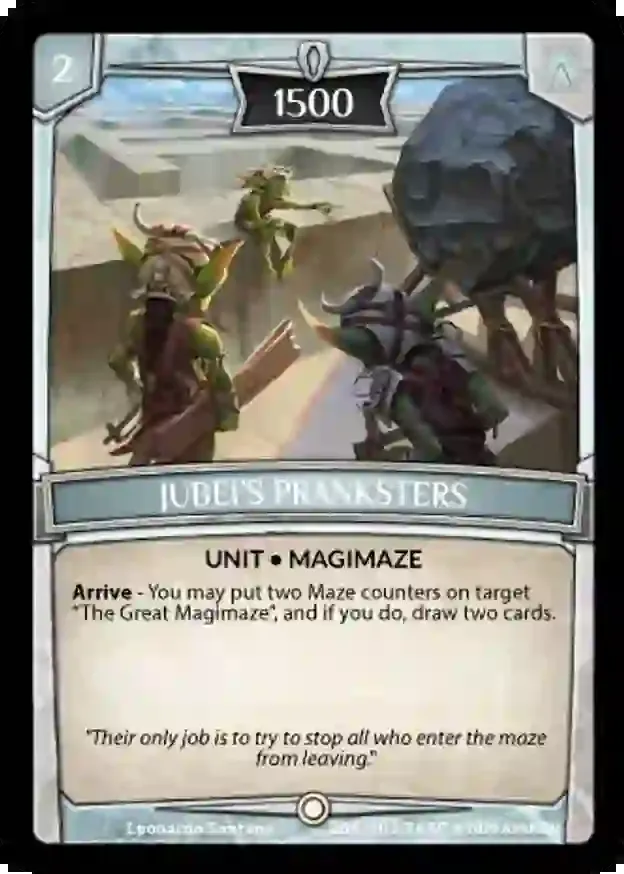 2
1500
JUBEI'S PRANKSTERS
UNIT • MAGIMAZE
Arrive - You may put two Maze counters on target
"The Great Magimaze", and if you do, draw two cards.
"Their only job is to try to stop all who enter the maze
from leaving."